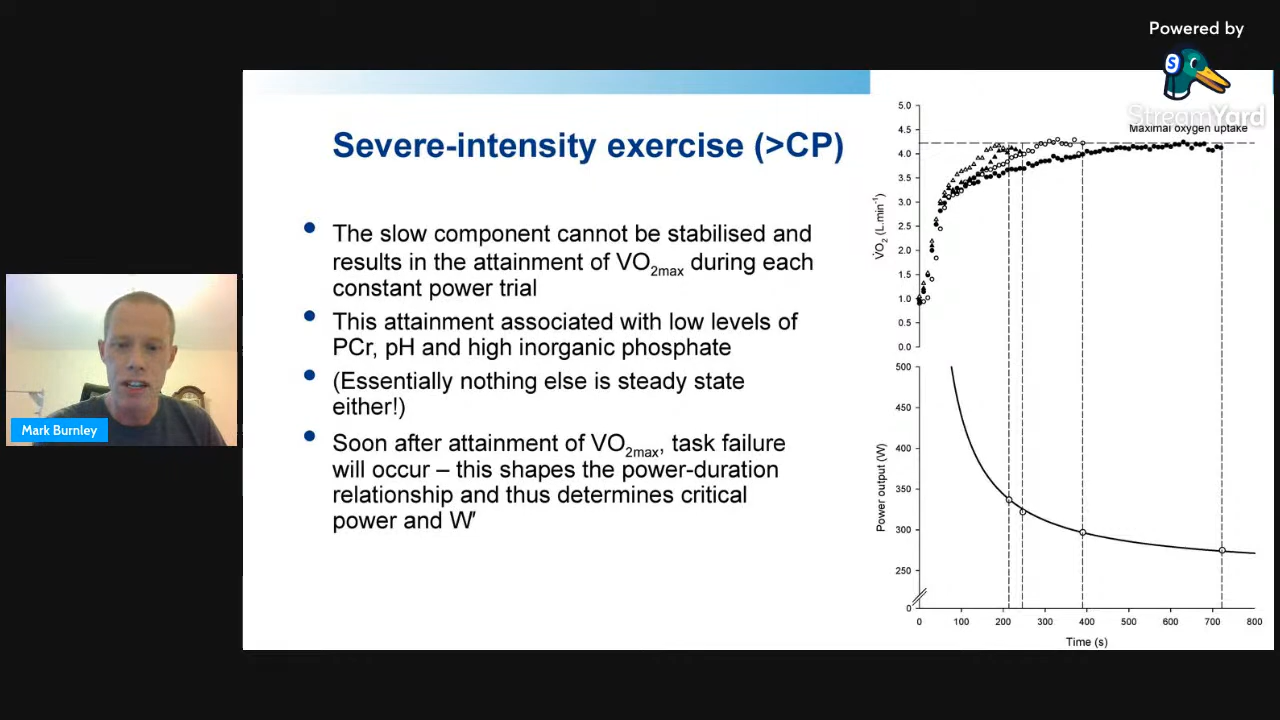 Powered by
S
StreamYard
Severe-intensity exercise (>CP)
• The slow component cannot be stabilised and
results in the attainment of VO2max during each
constant power trial
• This attainment associated with low levels of
PCr, pH and high inorganic phosphate
• (Essentially nothing else is steady state
either!)
• Soon after attainment of VO2max, task failure
will occur – this shapes the power-duration
relationship and thus determines critical
power and W′
Mark Burnley
Maximal oxygen uptake
5.0
4.5
4.0
3.5
3.0
2.5
2.0
1.5
1.0
0.5
0.0
V̇O2 (L.min-1)
500
450
400
350
300
250
0
Power output (W)
0 100 200 300 400 500 600 700 800
Time (s)